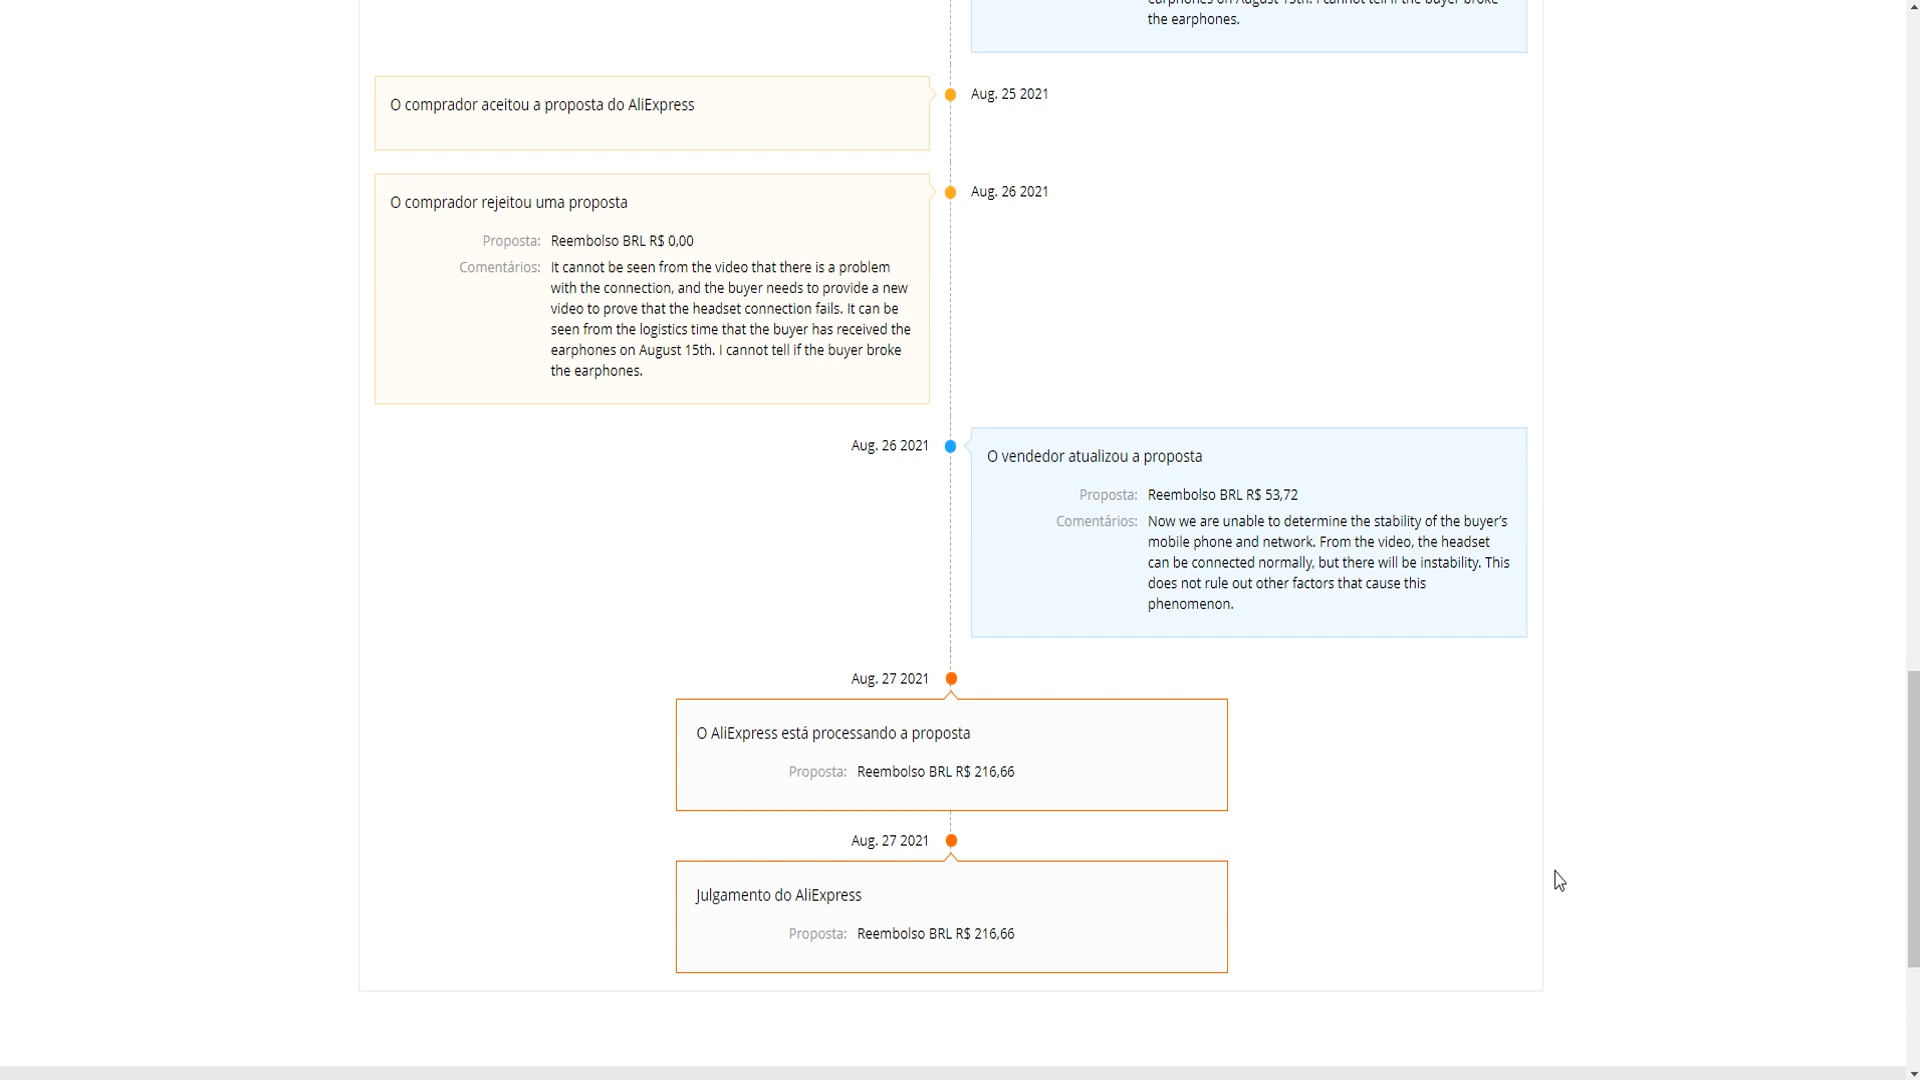 the earphones.
O comprador aceitou a proposta do AliExpress
Aug. 25 2021
O comprador rejeitou uma proposta
Aug. 26 2021
Proposta: Reembolso BRL R$ 0,00
Comentários: It cannot be seen from the video that there is a problem
with the connection, and the buyer needs to provide a new
video to prove that the headset connection fails. It can be
seen from the logistics time that the buyer has received the
earphones on August 15th. I cannot tell if the buyer broke
the earphones.
Aug. 26 2021
O vendedor atualizou a proposta
Proposta: Reembolso BRL R$ 53,72
Comentários: Now we are unable to determine the stability of the buyer’s
mobile phone and network. From the video, the headset
can be connected normally, but there will be instability. This
does not rule out other factors that cause this
phenomenon.
Aug. 27 2021
O AliExpress está processando a proposta
Proposta: Reembolso BRL R$ 216,66
Aug. 27 2021
Julgamento do AliExpress
Proposta: Reembolso BRL R$ 216,66